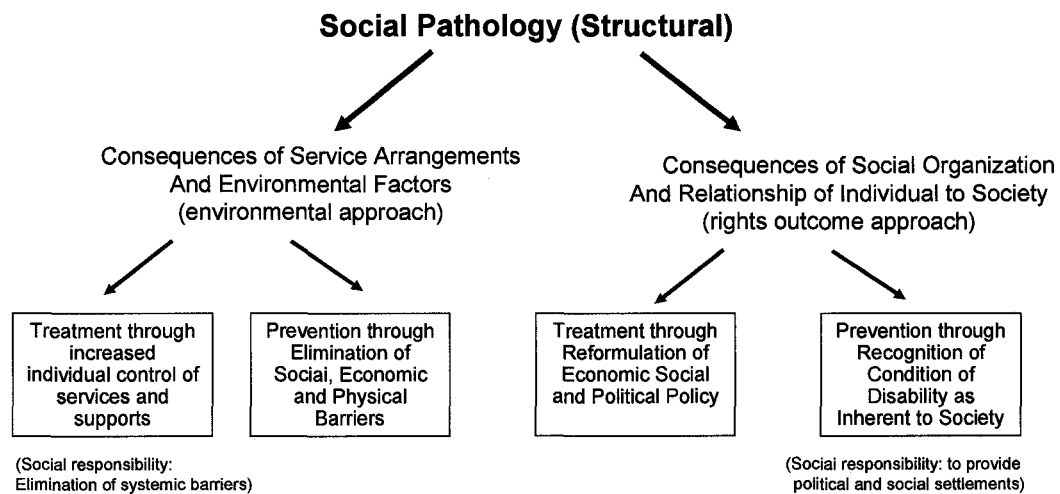 Social Pathology (Structural)
Consequences of Service Arrangements
And Environmental Factors
(environmental approach)
Consequences of Social Organization
And Relationship of Individual to Society
(rights outcome approach)
Treatment through
increased
individual control of
services and
supports
Prevention through
Elimination of
Social, Economic
and Physical
Barriers
Treatment through
Reformulation of
Economic Social
and Political Policy
Prevention through
Recognition of
Condition of
Disability as
Inherent to Society
(Social responsibility:
Elimination of systemic barriers)
(Social responsibility: to provide
political and social settlements)